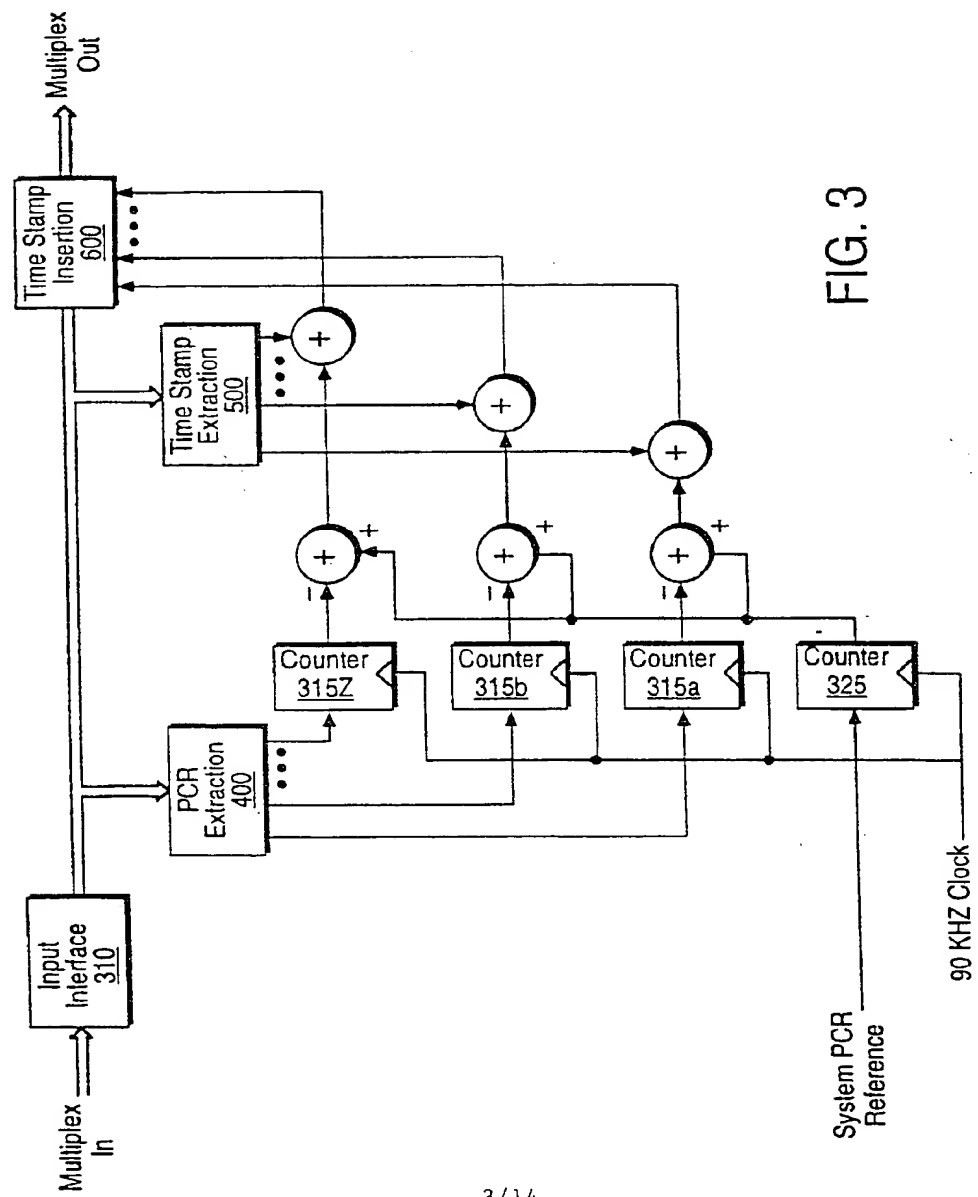 Multiplex
In
Input
Interface
310
PCR
Extraction
400
Time Stamp
Extraction
500
Time Stamp
Insertion
600
Multiplex
Out
Counter
315Z
Counter
315b
Counter
315a
Counter
325
−
+
+
+
−
+
+
+
−
+
+
+
System PCR
Reference
90 KHZ Clock
FIG. 3
3/14